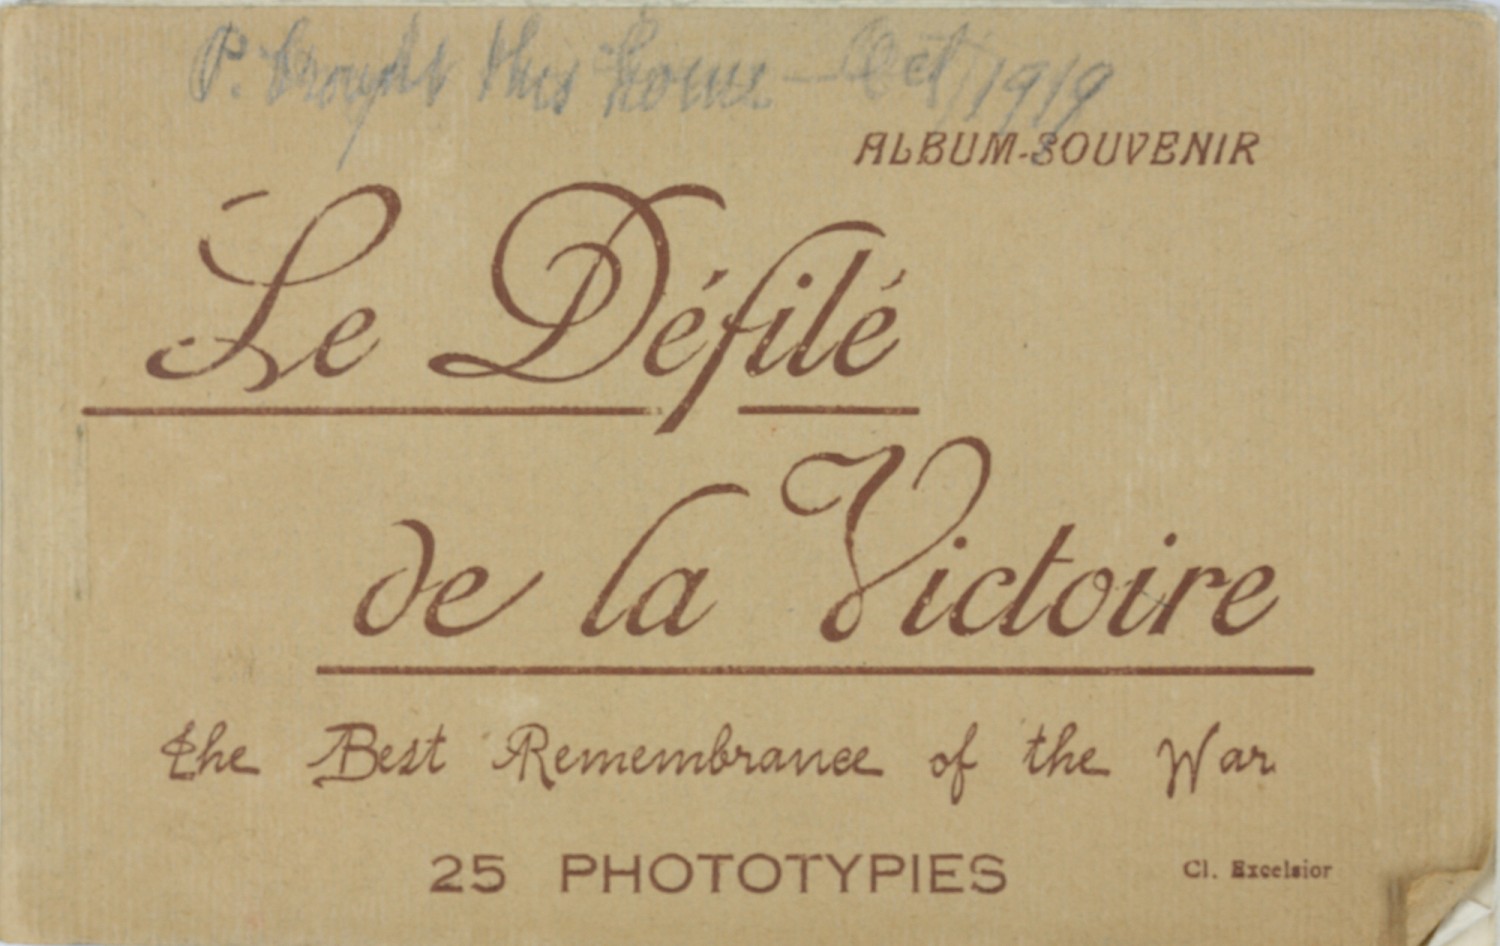 P. brought this home - Oct/1919
ALBUM-SOUVENIR
Le Défilé
de la Victoire
the Best Remembrance of the War
25 PHOTOTYPIES
Cl. Excelsior